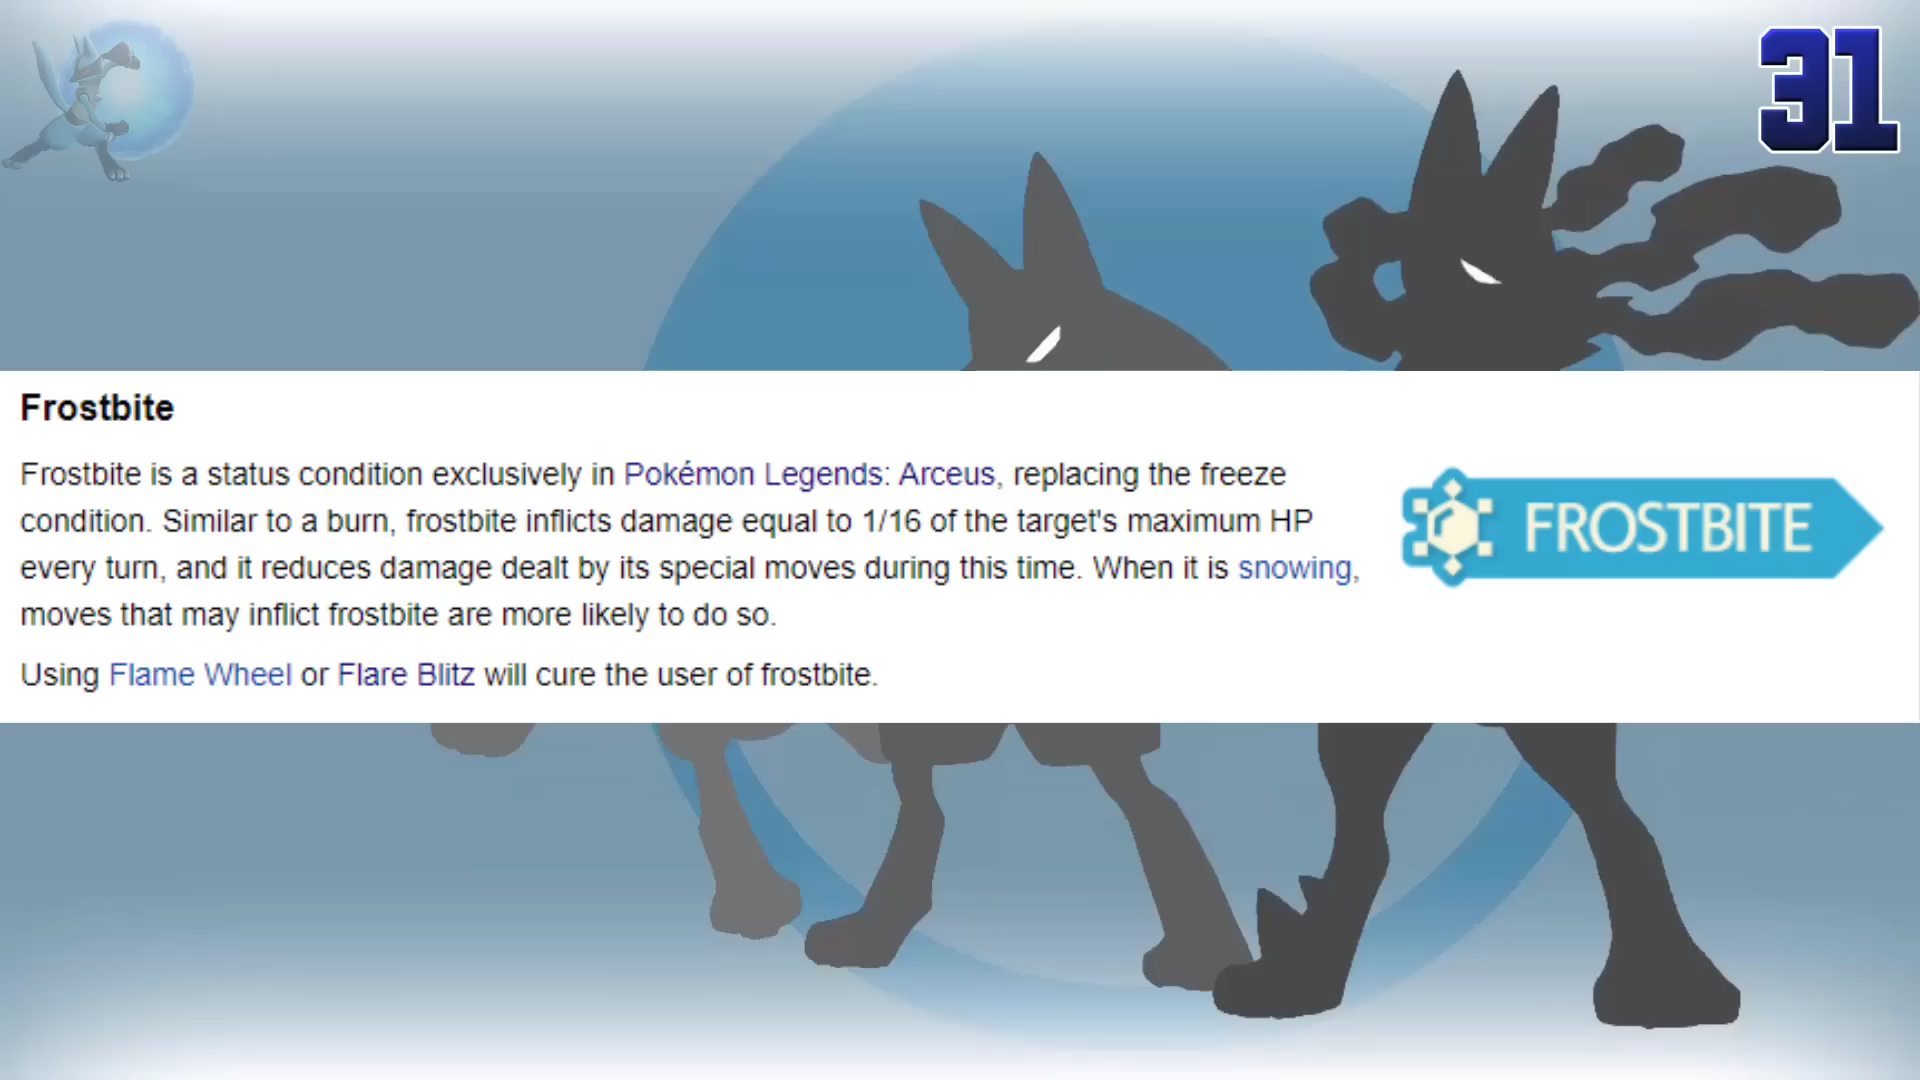 31
Frostbite
Frostbite is a status condition exclusively in Pokémon Legends: Arceus, replacing the freeze
condition. Similar to a burn, frostbite inflicts damage equal to 1/16 of the target's maximum HP
every turn, and it reduces damage dealt by its special moves during this time. When it is snowing,
moves that may inflict frostbite are more likely to do so.
Using Flame Wheel or Flare Blitz will cure the user of frostbite.
FROSTBITE